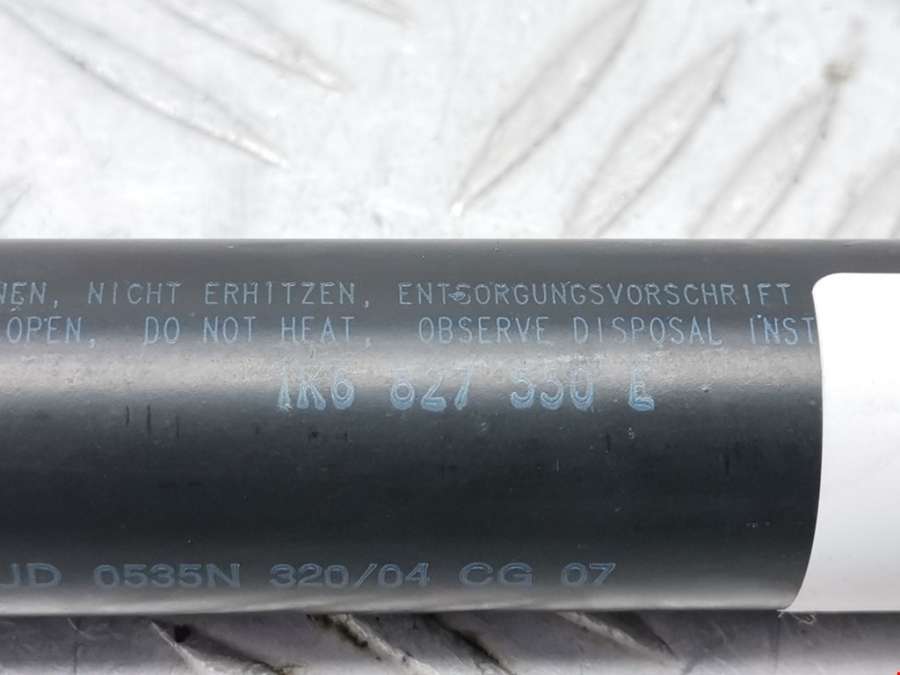 NEN, NICHT ERHITZEN, ENTSORGUNGSVORSCHRIFT
OPEN, DO NOT HEAT, OBSERVE DISPOSAL INST
1K6 827 550 E
JD 0535N 320/04 CG 07